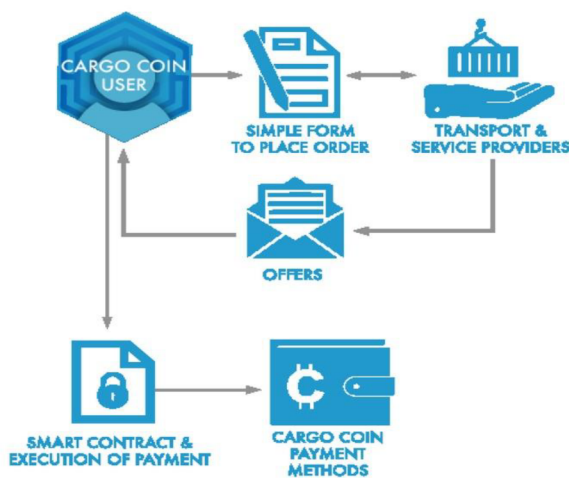 CARGO COIN
USER
SIMPLE FORM
TO PLACE ORDER
TRANSPORT &
SERVICE PROVIDERS
OFFERS
SMART CONTRACT &
EXECUTION OF PAYMENT
CARGO COIN
PAYMENT
METHODS